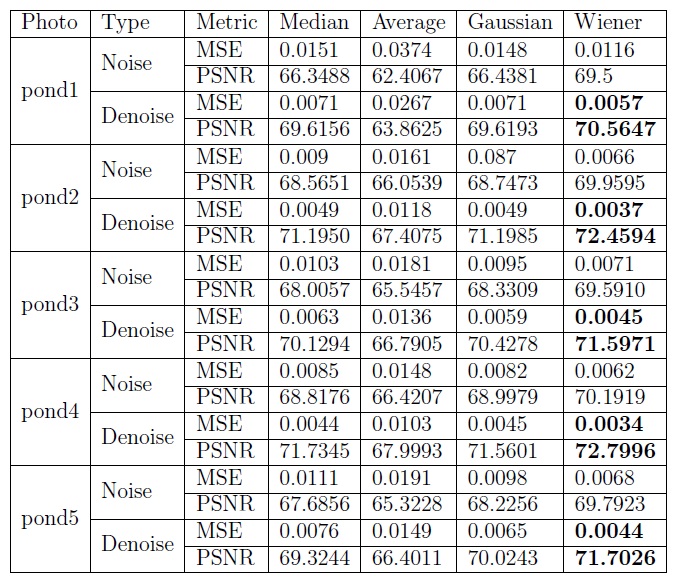 Photo Type Metric Median Average Gaussian Wiener
pond1 Noise MSE 0.0151 0.0374 0.0148 0.0116
PSNR 66.3488 62.4067 66.4381 69.5
Denoise MSE 0.0071 0.0267 0.0071 0.0057
PSNR 69.6156 63.8625 69.6193 70.5647
pond2 Noise MSE 0.009 0.0161 0.087 0.0066
PSNR 68.5651 66.0539 68.7473 69.9595
Denoise MSE 0.0049 0.0118 0.0049 0.0037
PSNR 71.1950 67.4075 71.1985 72.4594
pond3 Noise MSE 0.0103 0.0181 0.0095 0.0071
PSNR 68.0057 65.5457 68.3309 69.5910
Denoise MSE 0.0063 0.0136 0.0059 0.0045
PSNR 70.1294 66.7905 70.4278 71.5971
pond4 Noise MSE 0.0085 0.0148 0.0082 0.0062
PSNR 68.8176 66.4207 68.9979 70.1919
Denoise MSE 0.0044 0.0103 0.0045 0.0034
PSNR 71.7345 67.9993 71.5601 72.7996
pond5 Noise MSE 0.0111 0.0191 0.0098 0.0068
PSNR 67.6856 65.3228 68.2256 69.7923
Denoise MSE 0.0076 0.0149 0.0065 0.0044
PSNR 69.3244 66.4011 70.0243 71.7026